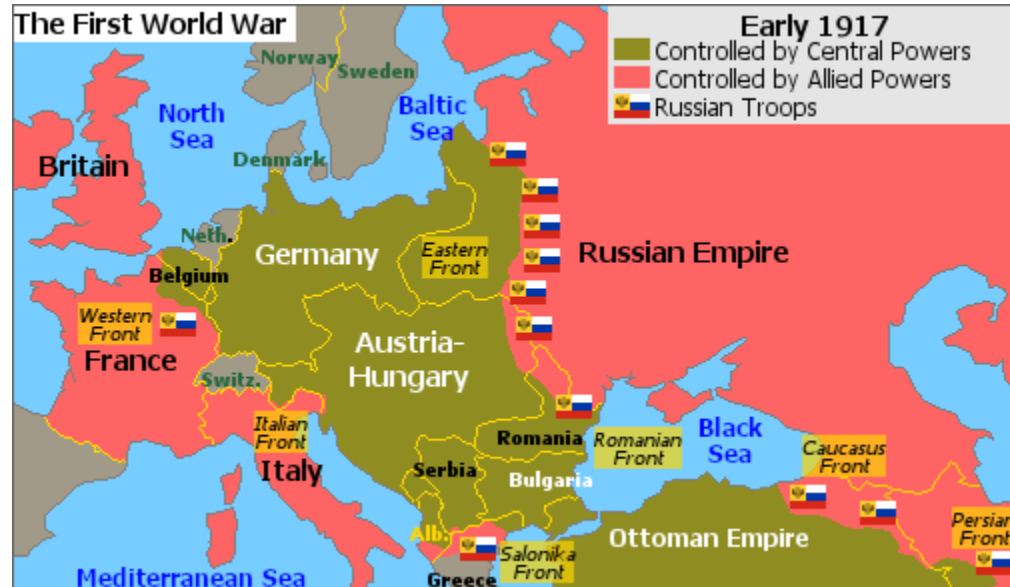 The First World War
Early 1917
Controlled by Central Powers
Controlled by Allied Powers
Russian Troops
Norway
Sweden
North
Sea
Baltic
Sea
Denmark
Britain
Neth.
Germany
Eastern
Front
Russian Empire
Belgium
Western
Front
France
Austria-
Hungary
Switz.
Italian
Front
Italy
Romania
Romanian
Front
Black
Sea
Caucasus
Front
Serbia
Bulgaria
Alb.
Salonika
Front
Ottoman Empire
Persian
Front
Mediterranean Sea
Greece